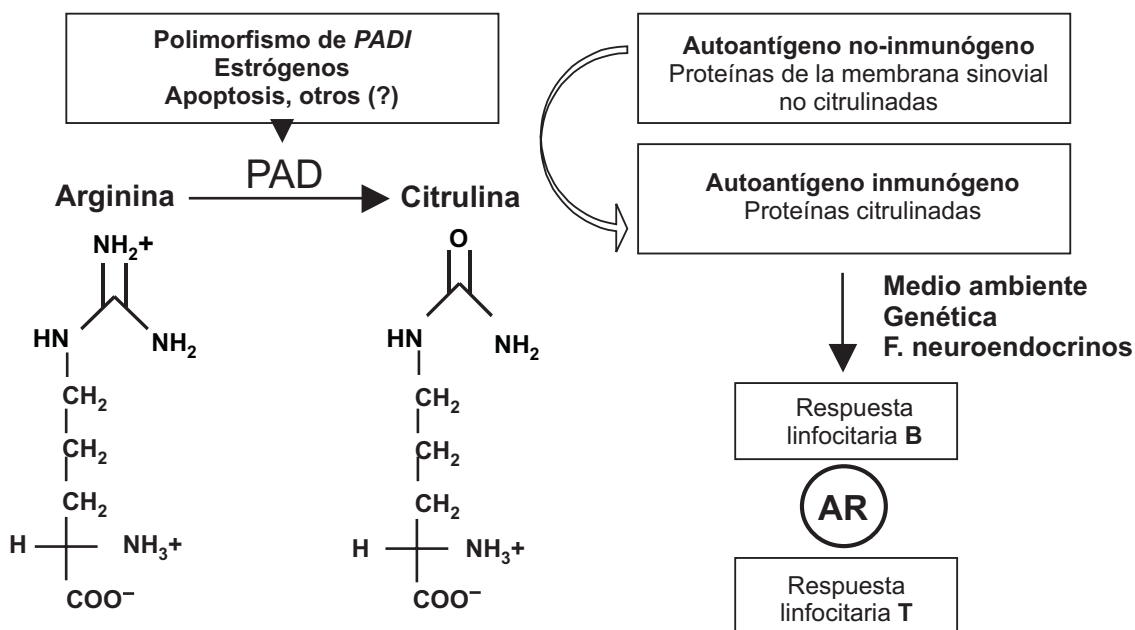 Polimorfismo de PADI
Estrógenos
Apoptosis, otros (?)
PAD
Arginina
Citrulina
NH₂+
HN
NH₂
CH₂
CH₂
CH₂
H
NH₃+
COO⁻
O
HN
NH₂
CH₂
CH₂
CH₂
H
NH₃+
COO⁻
Autoantígeno no-inmunógeno
Proteínas de la membrana sinovial
no citrulinadas
Autoantígeno inmunógeno
Proteínas citrulinadas
Medio ambiente
Genética
F. neuroendocrinos
Respuesta
linfocitaria B
AR
Respuesta
linfocitaria T